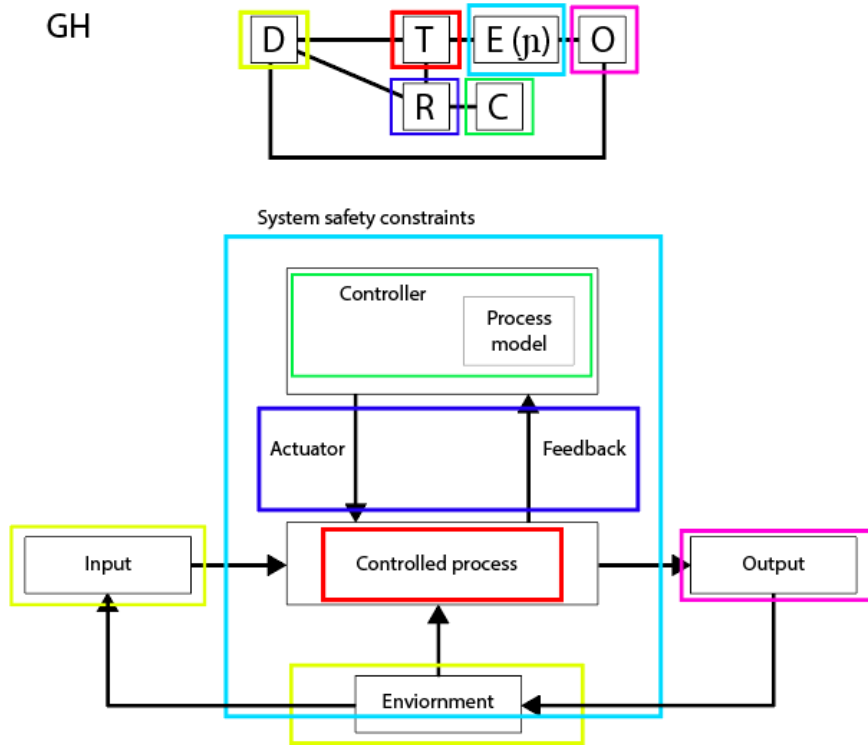 GH
D
T
E (ɲ)
O
R
C
System safety constraints
Controller
Process
model
Actuator
Feedback
Input
Controlled process
Output
Enviornment